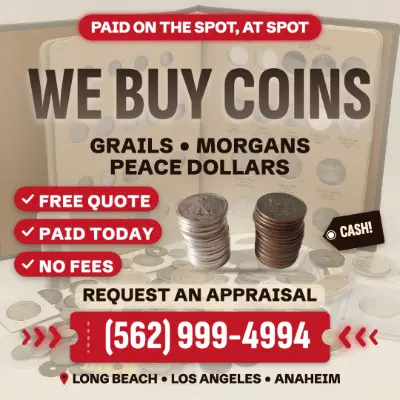 PAID ON THE SPOT, AT SPOT
WE BUY COINS
GRAILS • MORGANS
PEACE DOLLARS
FREE QUOTE
PAID TODAY
NO FEES
CASH!
REQUEST AN APPRAISAL
(562) 999-4994
LONG BEACH • LOS ANGELES • ANAHEIM